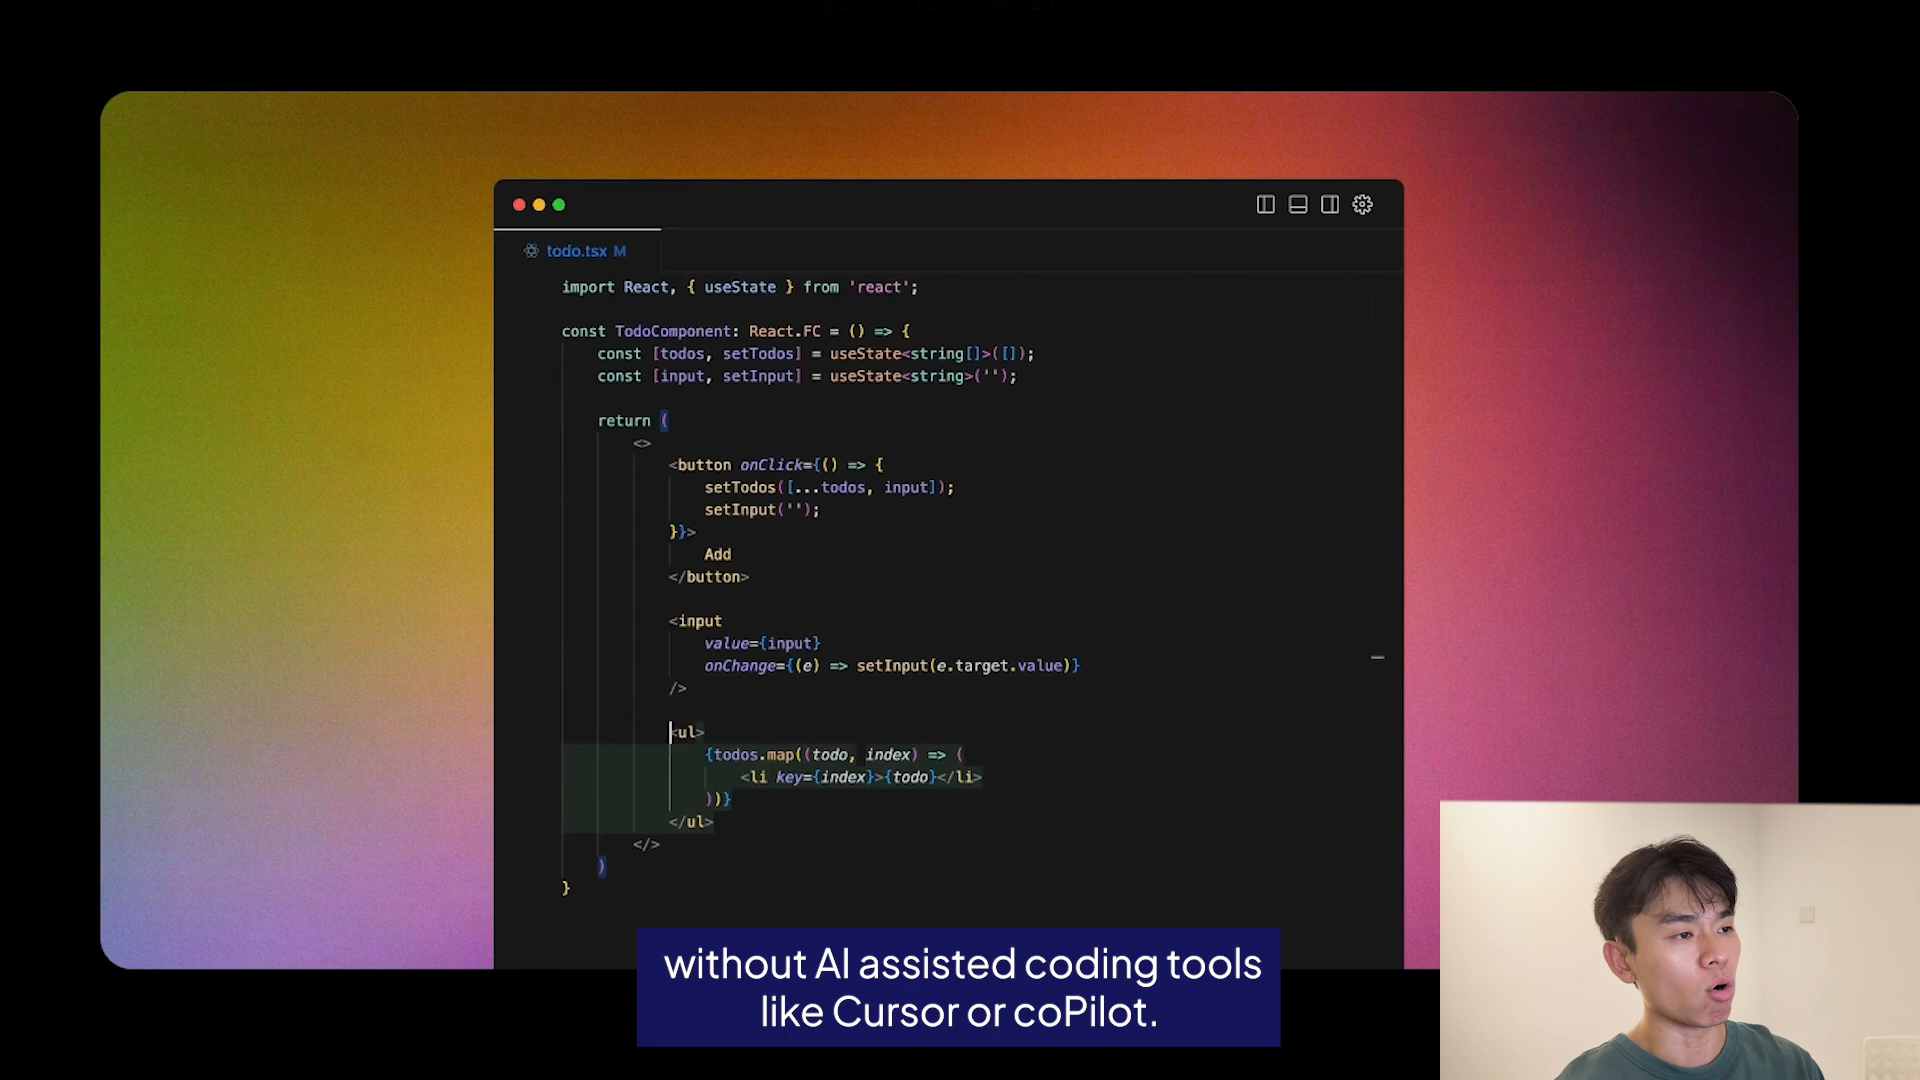 todo.tsx M
import React, { useState } from 'react';
const TodoComponent: React.FC = () => {
const [todos, setTodos] = useState<string[]>([]);
const [input, setInput] = useState<string>('');
return (
<>
<button onClick={() => {
setTodos([...todos, input]);
setInput('');
}}>
Add
</button>
<input
value={input}
onChange={(e) => setInput(e.target.value)}
/>
<ul>
{todos.map((todo, index) => (
<li key={index}>{todo}</li>
))}
</ul>
</>
)
}
without AI assisted coding tools
like Cursor or coPilot.